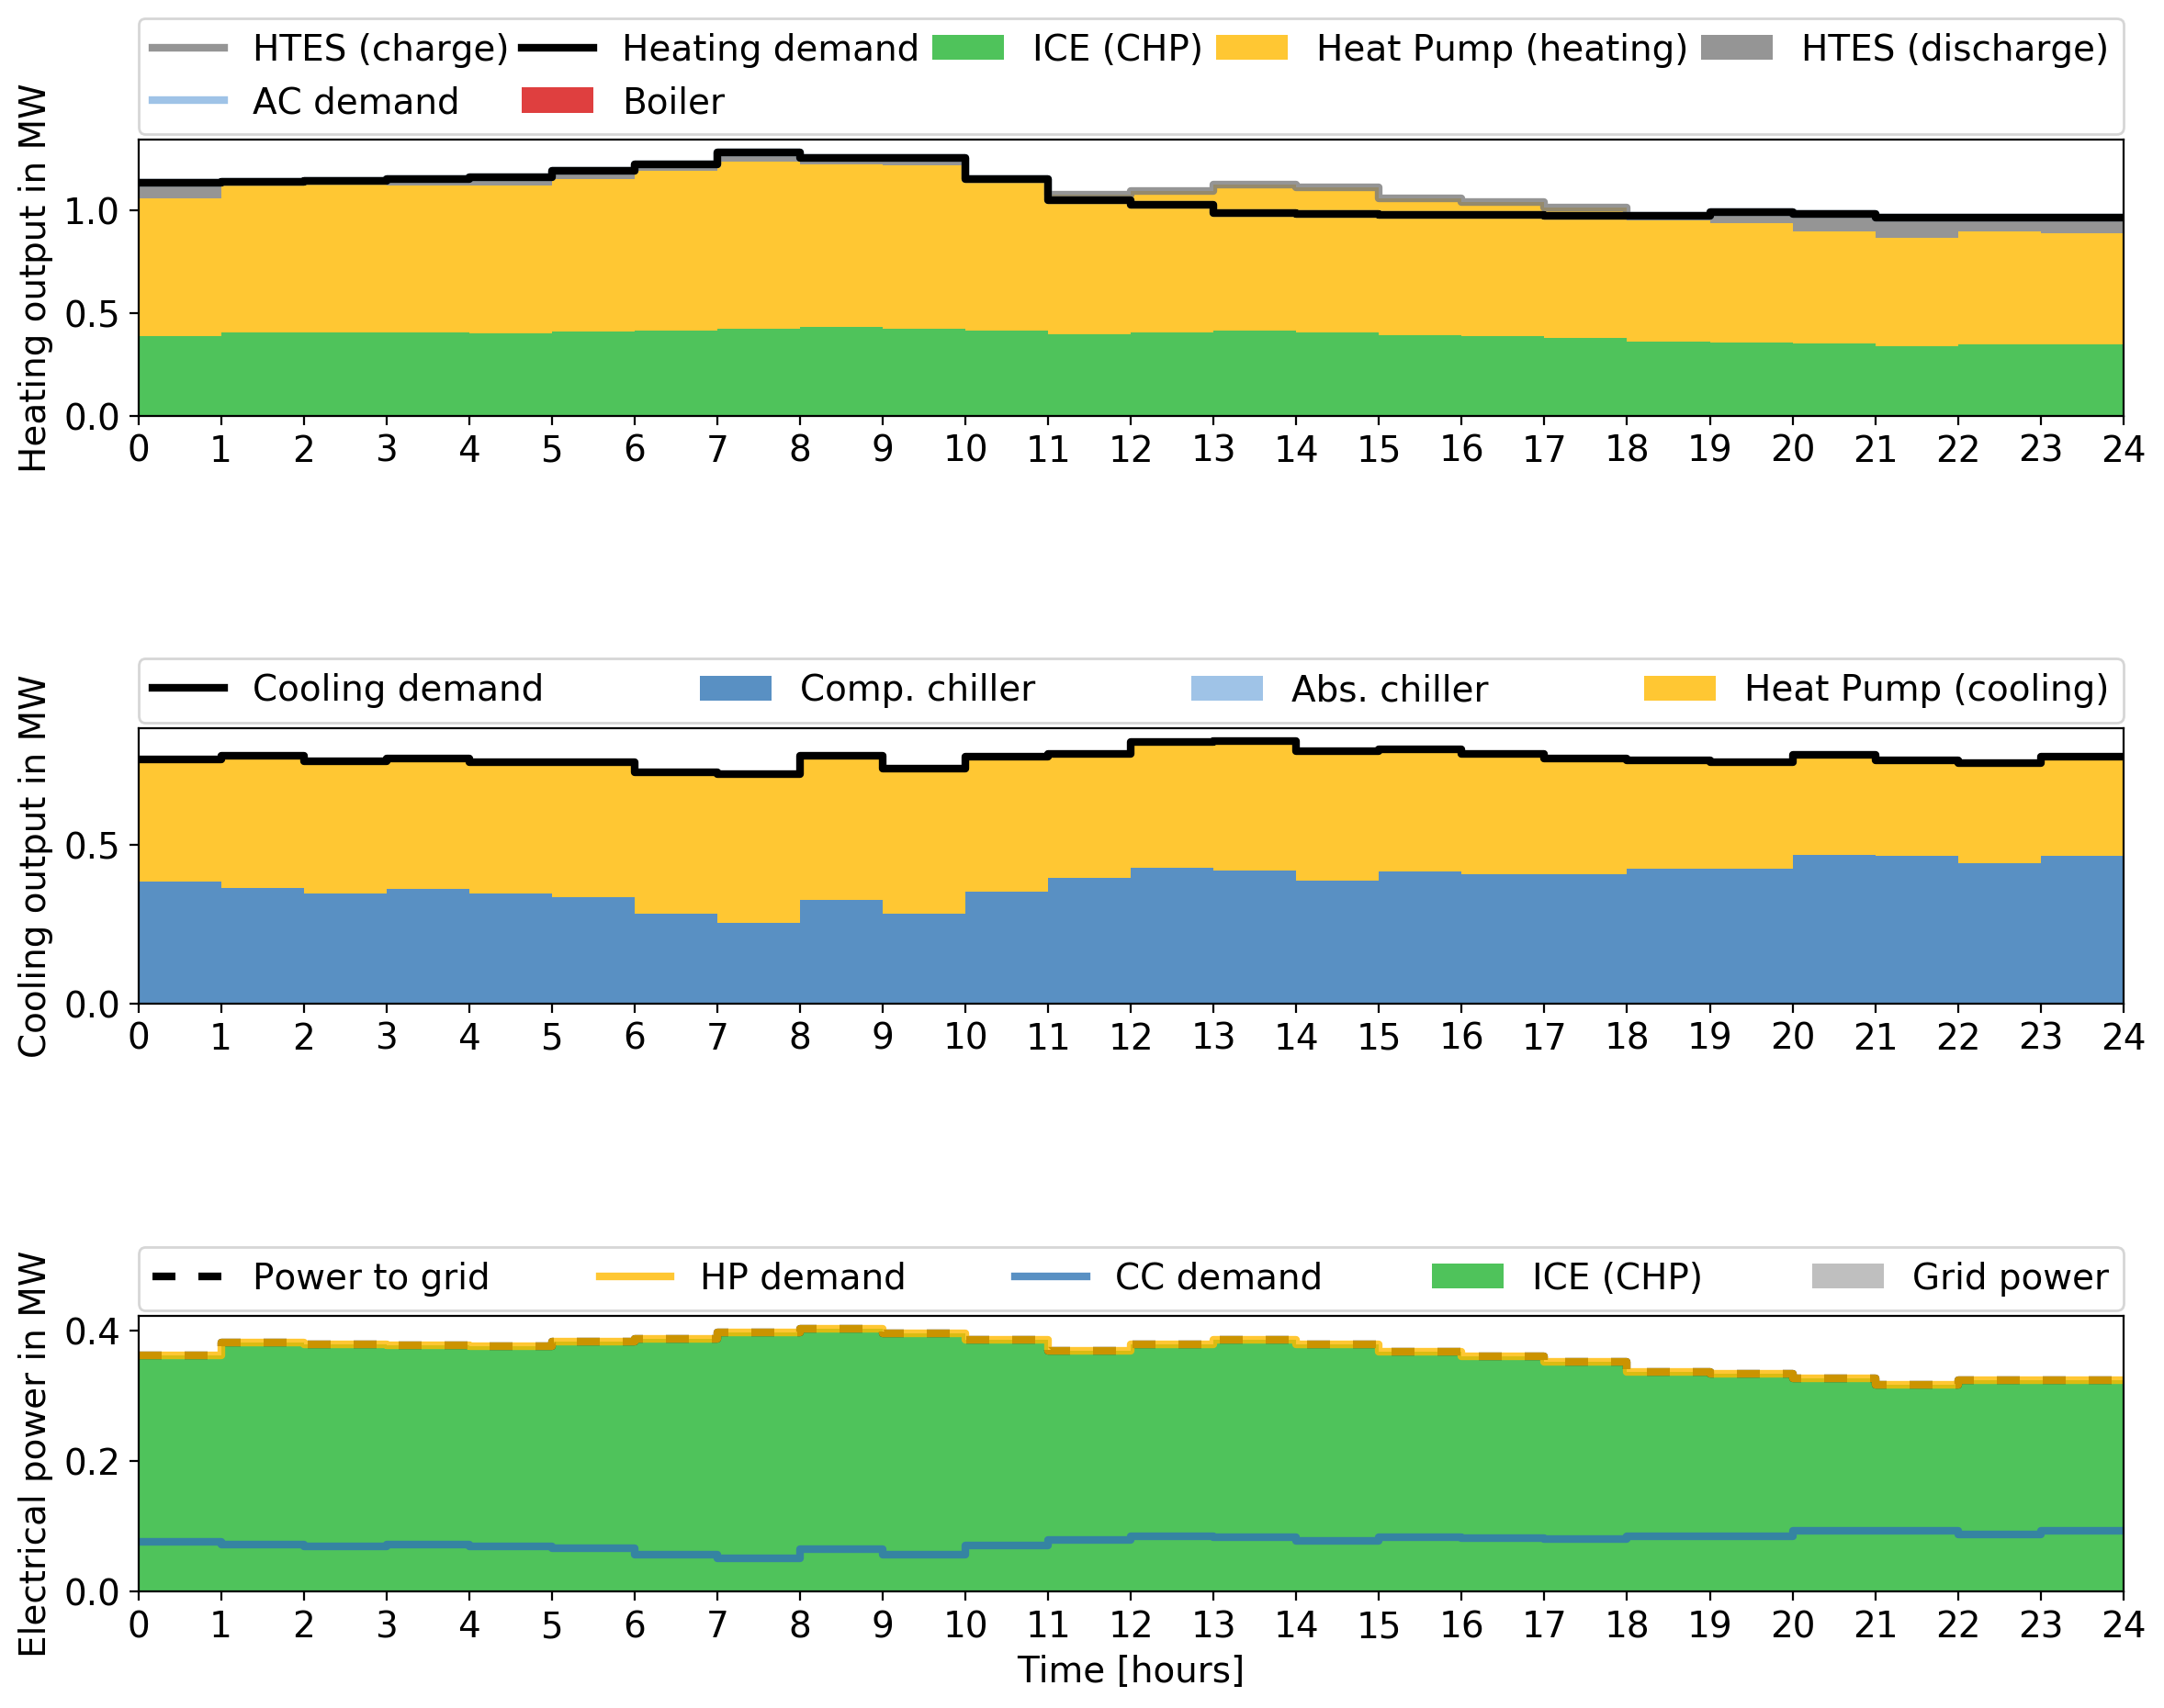 HTES (charge) Heating demand ICE (CHP) Heat Pump (heating) HTES (discharge)
AC demand Boiler
Heating output in MW
1.0
0.5
0.0
0 1 2 3 4 5 6 7 8 9 10 11 12 13 14 15 16 17 18 19 20 21 22 23 24
Cooling demand Comp. chiller Abs. chiller Heat Pump (cooling)
Cooling output in MW
0.5
0.0
0 1 2 3 4 5 6 7 8 9 10 11 12 13 14 15 16 17 18 19 20 21 22 23 24
Power to grid HP demand CC demand ICE (CHP) Grid power
Electrical power in MW
0.4
0.2
0.0
0 1 2 3 4 5 6 7 8 9 10 11 12 13 14 15 16 17 18 19 20 21 22 23 24
Time [hours]